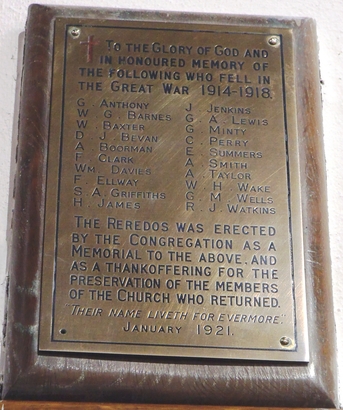 To the Glory of God and
in honoured memory of
the following who fell in
the Great War 1914-1918.
G. Anthony
W. G. Barnes
W. Baxter
D. J. Bevan
A. Boorman
F. Clark
Wm. Davies
F. Ellway
S. A. Griffiths
H. James
J. Jenkins
G. A. Lewis
G. Minty
C. Perry
E. Summers
A. Smith
A. Taylor
W. H. Wake
G. M. Wells
R. J. Watkins
The Reredos was erected
by the Congregation as a
Memorial to the above, and
as a thankoffering for the
preservation of the members
of the Church who returned.
"Their name liveth for evermore."
January 1921.